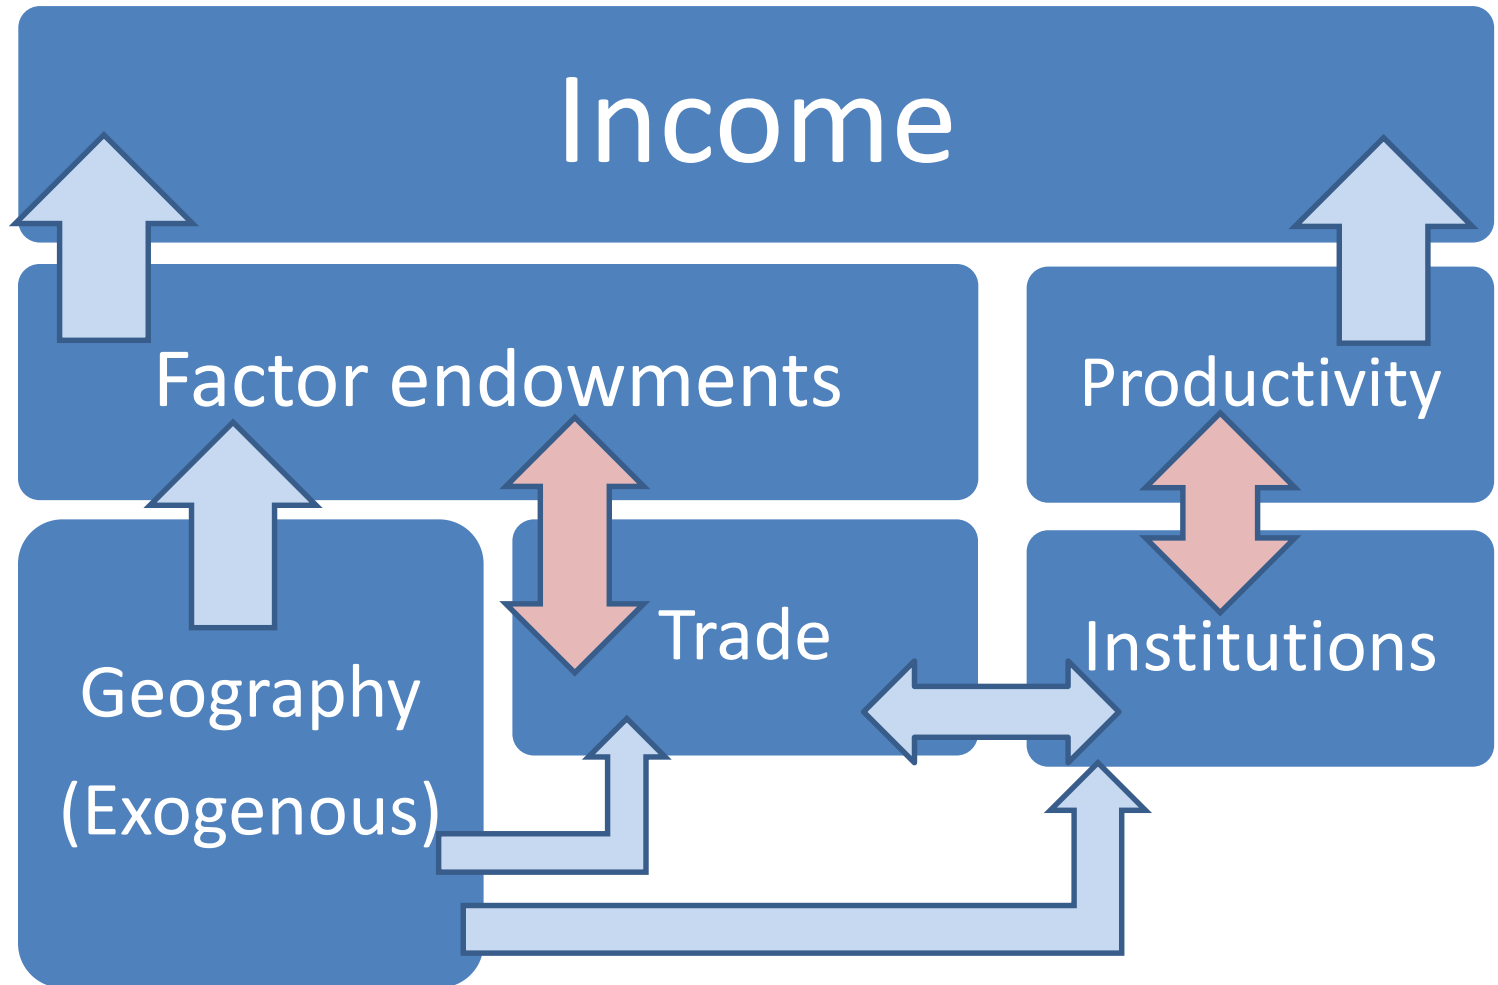 Income
Factor endowments
Productivity
Geography
(Exogenous)
Trade
Institutions